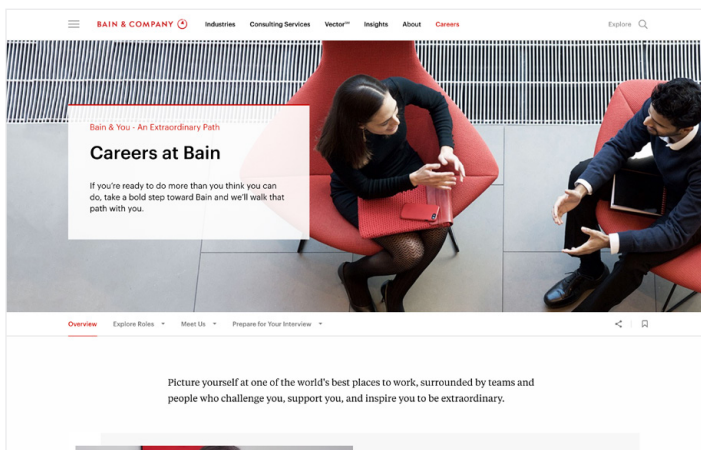 BAIN & COMPANY Industries Consulting Services Vector℠ Insights About Careers Explore
Bain & You - An Extraordinary Path
Careers at Bain
If you're ready to do more than you think you can
do, take a bold step toward Bain and we'll walk that
path with you.
Overview Explore Roles Meet Us Prepare for Your Interview
Picture yourself at one of the world's best places to work, surrounded by teams and
people who challenge you, support you, and inspire you to be extraordinary.